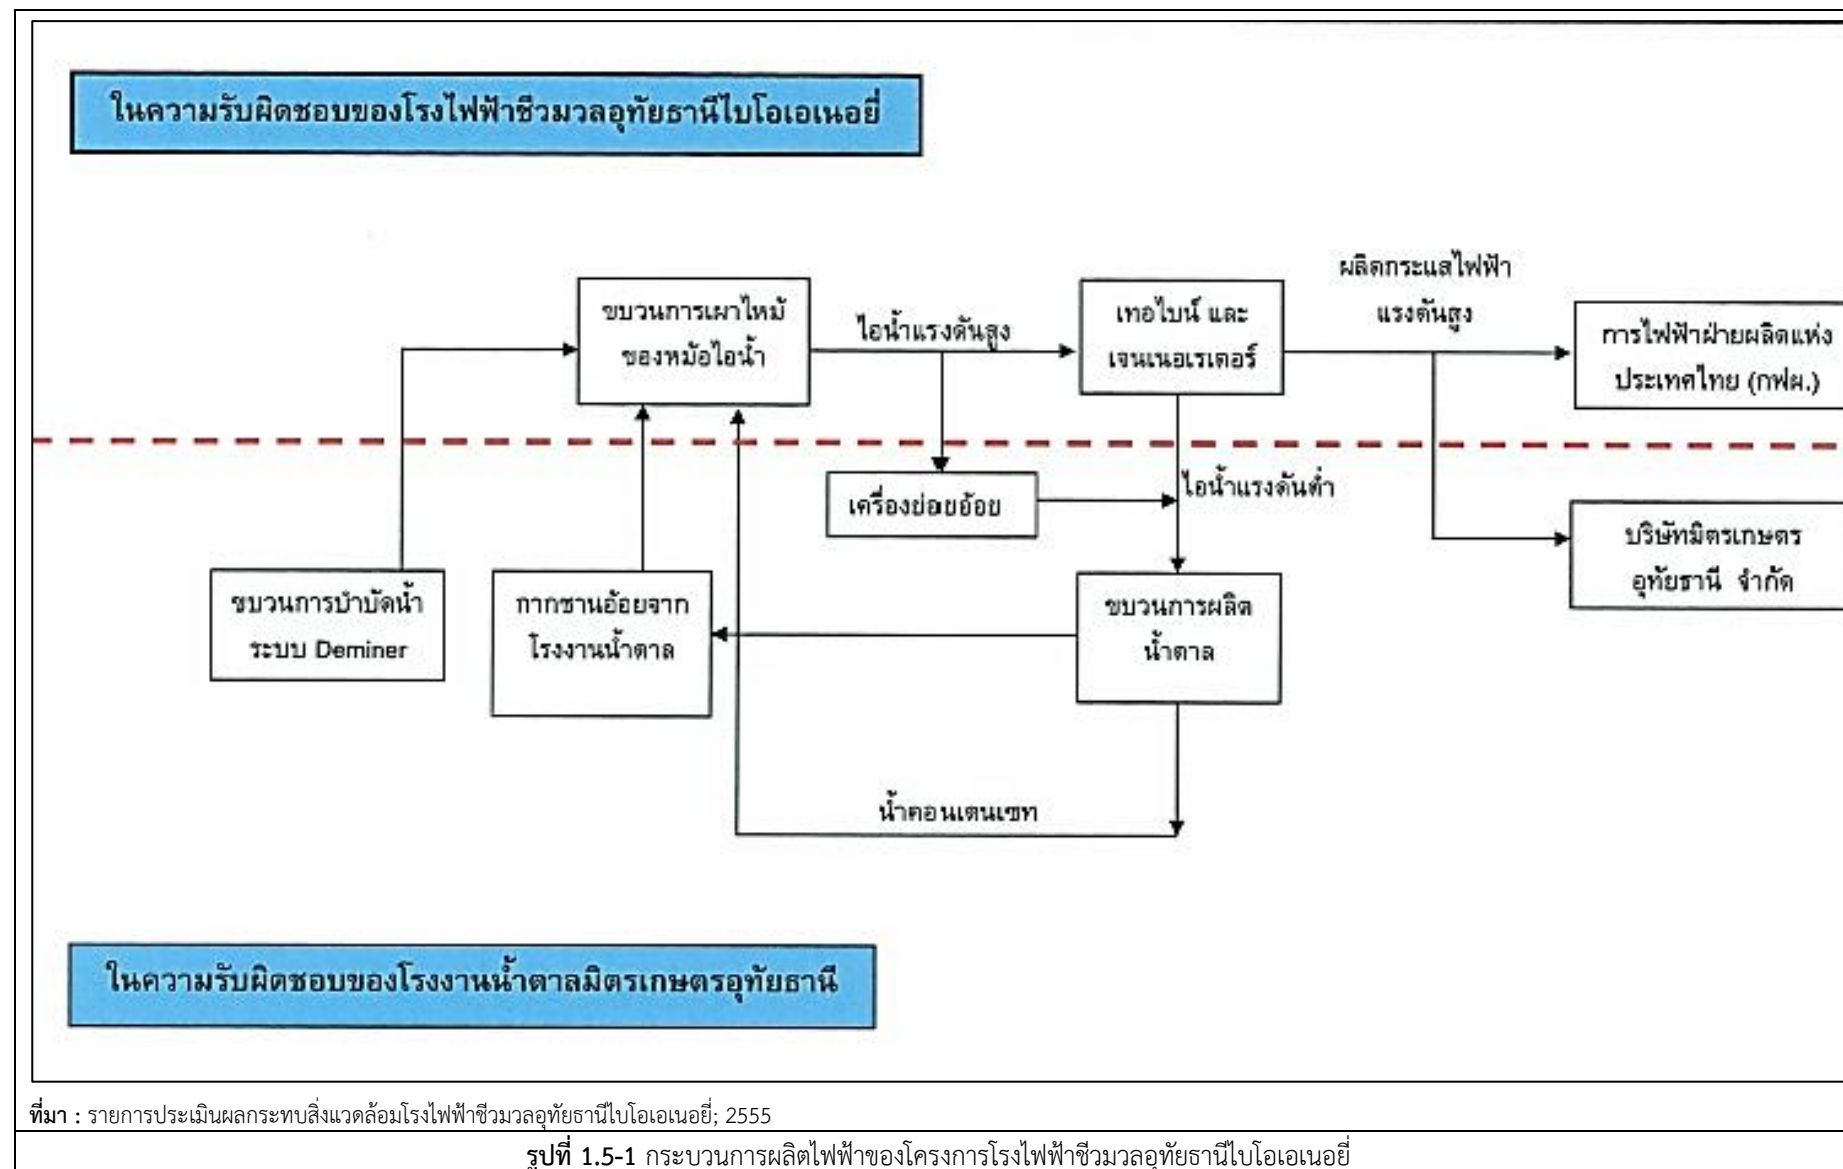 ในความรับผิดชอบของโรงไฟฟ้าชีวมวลอุทัยธานีไบโอเอเนอยี่
ผลิตกระแสไฟฟ้า
แรงดันสูง
ขบวนการเผาไหม้
ของหม้อไอน้ำ
ไอน้ำแรงดันสูง
เทอไบน์ และ
เจนเนอเรเตอร์
การไฟฟ้าฝ่ายผลิตแห่ง
ประเทศไทย (กฟผ.)
เครื่องย่อยอ้อย
ไอน้ำแรงดันต่ำ
บริษัทมิตรเกษตร
อุทัยธานี จำกัด
ขบวนการบำบัดน้ำ
ระบบ Deminer
กากชานอ้อยจาก
โรงงานน้ำตาล
ขบวนการผลิต
น้ำตาล
น้ำคอนเดนเซท
ในความรับผิดชอบของโรงงานน้ำตาลมิตรเกษตรอุทัยธานี
ที่มา : รายการประเมินผลกระทบสิ่งแวดล้อมโรงไฟฟ้าชีวมวลอุทัยธานีไบโอเอเนอยี่; 2555
รูปที่ 1.5-1 กระบวนการผลิตไฟฟ้าของโครงการโรงไฟฟ้าชีวมวลอุทัยธานีไบโอเอเนอยี่